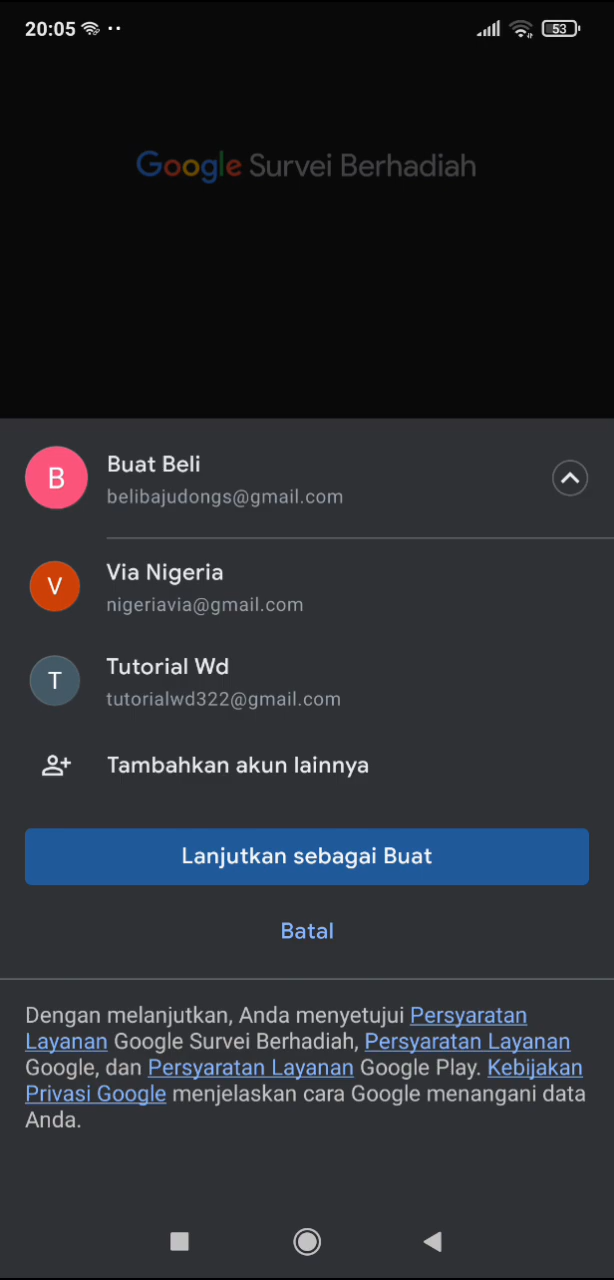 20:05
53
Google Survei Berhadiah
B
Buat Beli
belibajudongs@gmail.com
V
Via Nigeria
nigeriavia@gmail.com
T
Tutorial Wd
tutorialwd322@gmail.com
Tambahkan akun lainnya
Lanjutkan sebagai Buat
Batal
Dengan melanjutkan, Anda menyetujui Persyaratan
Layanan Google Survei Berhadiah, Persyaratan Layanan
Google, dan Persyaratan Layanan Google Play. Kebijakan
Privasi Google menjelaskan cara Google menangani data
Anda.